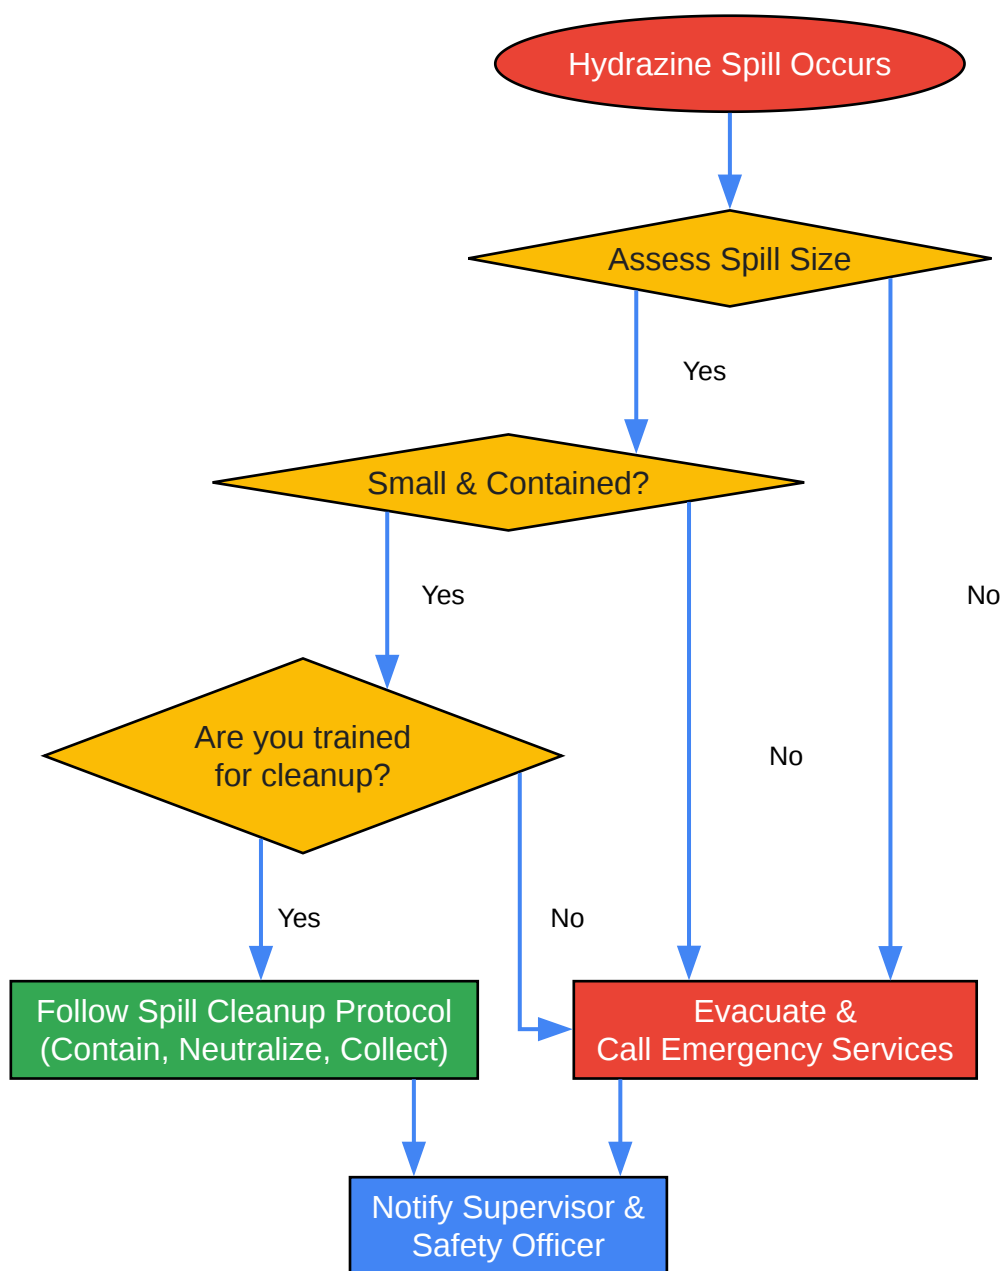 Hydrazine Spill Occurs
Assess Spill Size
Yes
Small & Contained?
Yes
No
Are you trained
for cleanup?
No
Yes
No
Follow Spill Cleanup Protocol
(Contain, Neutralize, Collect)
Evacuate &
Call Emergency Services
Notify Supervisor &
Safety Officer